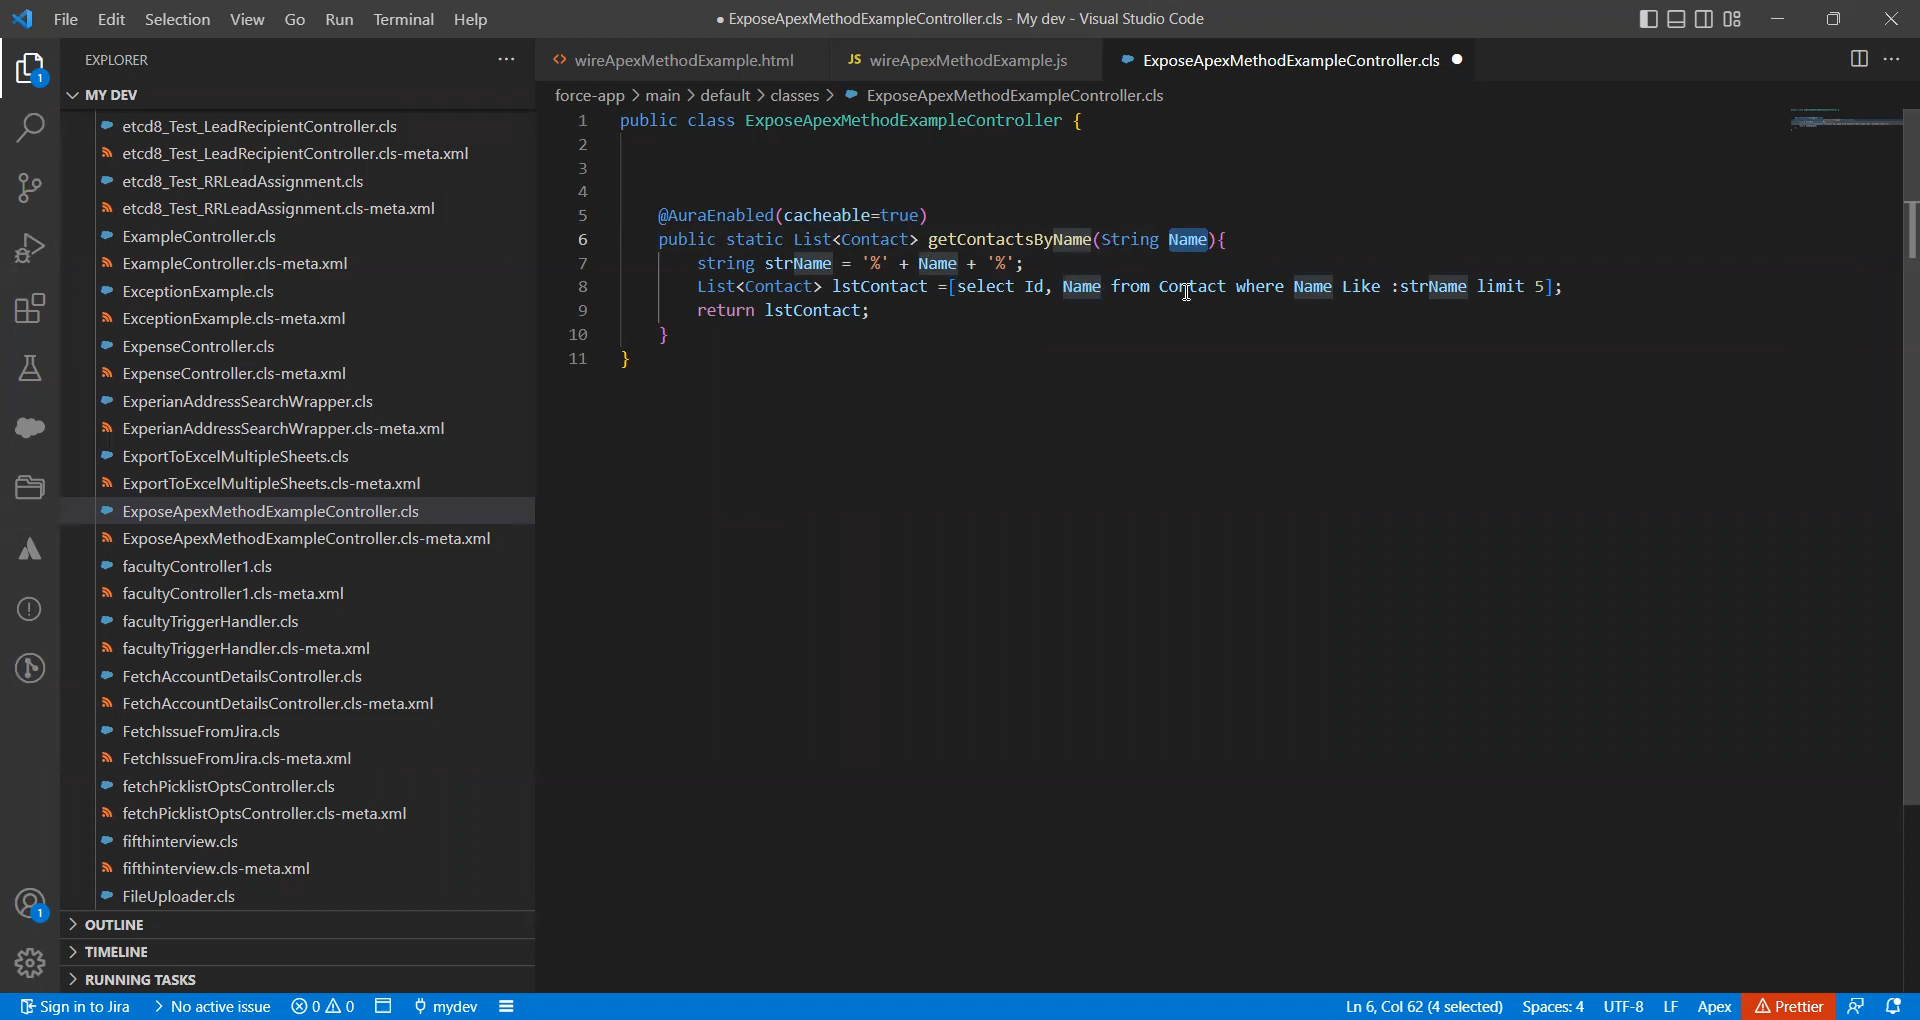 File Edit Selection View Go Run Terminal Help
● ExposeApexMethodExampleController.cls - My dev - Visual Studio Code
EXPLORER
MY DEV
etcd8_Test_LeadRecipientController.cls
etcd8_Test_LeadRecipientController.cls-meta.xml
etcd8_Test_RRLeadAssignment.cls
etcd8_Test_RRLeadAssignment.cls-meta.xml
ExampleController.cls
ExampleController.cls-meta.xml
ExceptionExample.cls
ExceptionExample.cls-meta.xml
ExpenseController.cls
ExpenseController.cls-meta.xml
ExperianAddressSearchWrapper.cls
ExperianAddressSearchWrapper.cls-meta.xml
ExportToExcelMultipleSheets.cls
ExportToExcelMultipleSheets.cls-meta.xml
ExposeApexMethodExampleController.cls
ExposeApexMethodExampleController.cls-meta.xml
facultyController1.cls
facultyController1.cls-meta.xml
facultyTriggerHandler.cls
facultyTriggerHandler.cls-meta.xml
FetchAccountDetailsController.cls
FetchAccountDetailsController.cls-meta.xml
FetchIssueFromJira.cls
FetchIssueFromJira.cls-meta.xml
fetchPicklistOptsController.cls
fetchPicklistOptsController.cls-meta.xml
fifthinterview.cls
fifthinterview.cls-meta.xml
FileUploader.cls
OUTLINE
TIMELINE
RUNNING TASKS
1
1
wireApexMethodExample.html
JS wireApexMethodExample.js
ExposeApexMethodExampleController.cls ●
force-app > main > default > classes > ExposeApexMethodExampleController.cls
1 public class ExposeApexMethodExampleController {
2
3
4
5 @AuraEnabled(cacheable=true)
6 public static List<Contact> getContactsByName(String Name){
7 string strName = '%' + Name + '%';
8 List<Contact> lstContact =[select Id, Name from Contact where Name Like :strName limit 5];
9 return lstContact;
10 }
11 }
Sign in to Jira > No active issue 0 0 mydev
Ln 6, Col 62 (4 selected) Spaces: 4 UTF-8 LF Apex Prettier